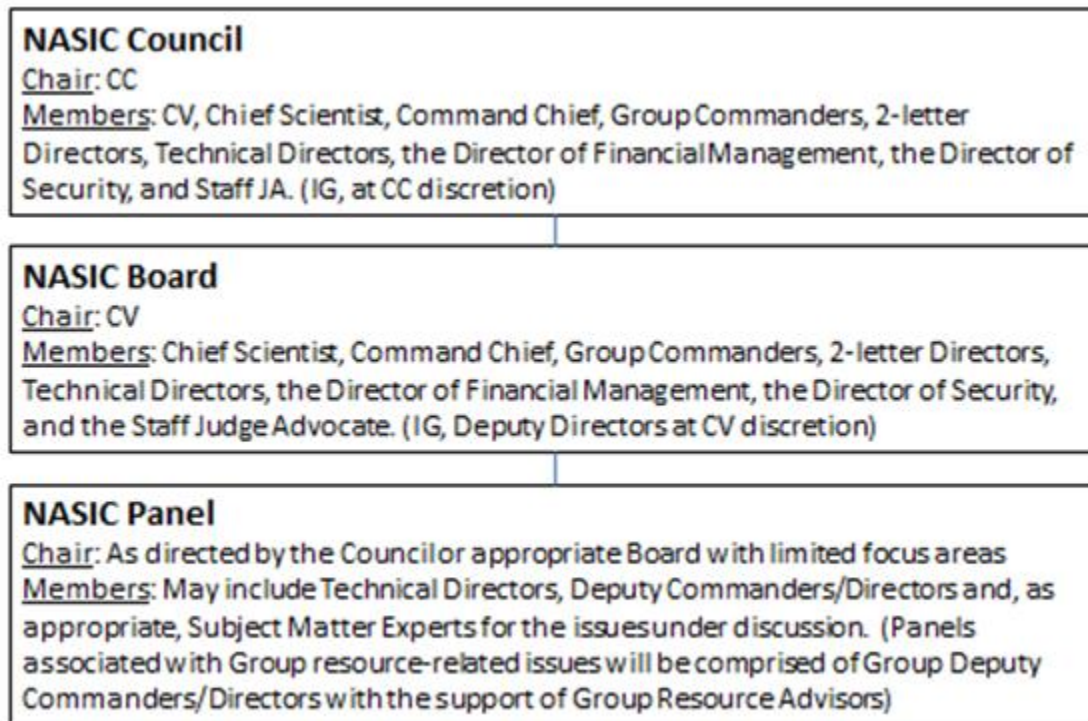 NASIC Council
Chair: CC
Members: CV, Chief Scientist, Command Chief, Group Commanders, 2-letter
Directors, Technical Directors, the Director of Financial Management, the Director of
Security, and Staff JA. (IG, at CC discretion)
NASIC Board
Chair: CV
Members: Chief Scientist, Command Chief, Group Commanders, 2-letter Directors,
Technical Directors, the Director of Financial Management, the Director of Security,
and the Staff Judge Advocate. (IG, Deputy Directors at CV discretion)
NASIC Panel
Chair: As directed by the Council or appropriate Board with limited focus areas
Members: May include Technical Directors, Deputy Commanders/Directors and, as
appropriate, Subject Matter Experts for the issues under discussion. (Panels
associated with Group resource-related issues will be comprised of Group Deputy
Commanders/Directors with the support of Group Resource Advisors)